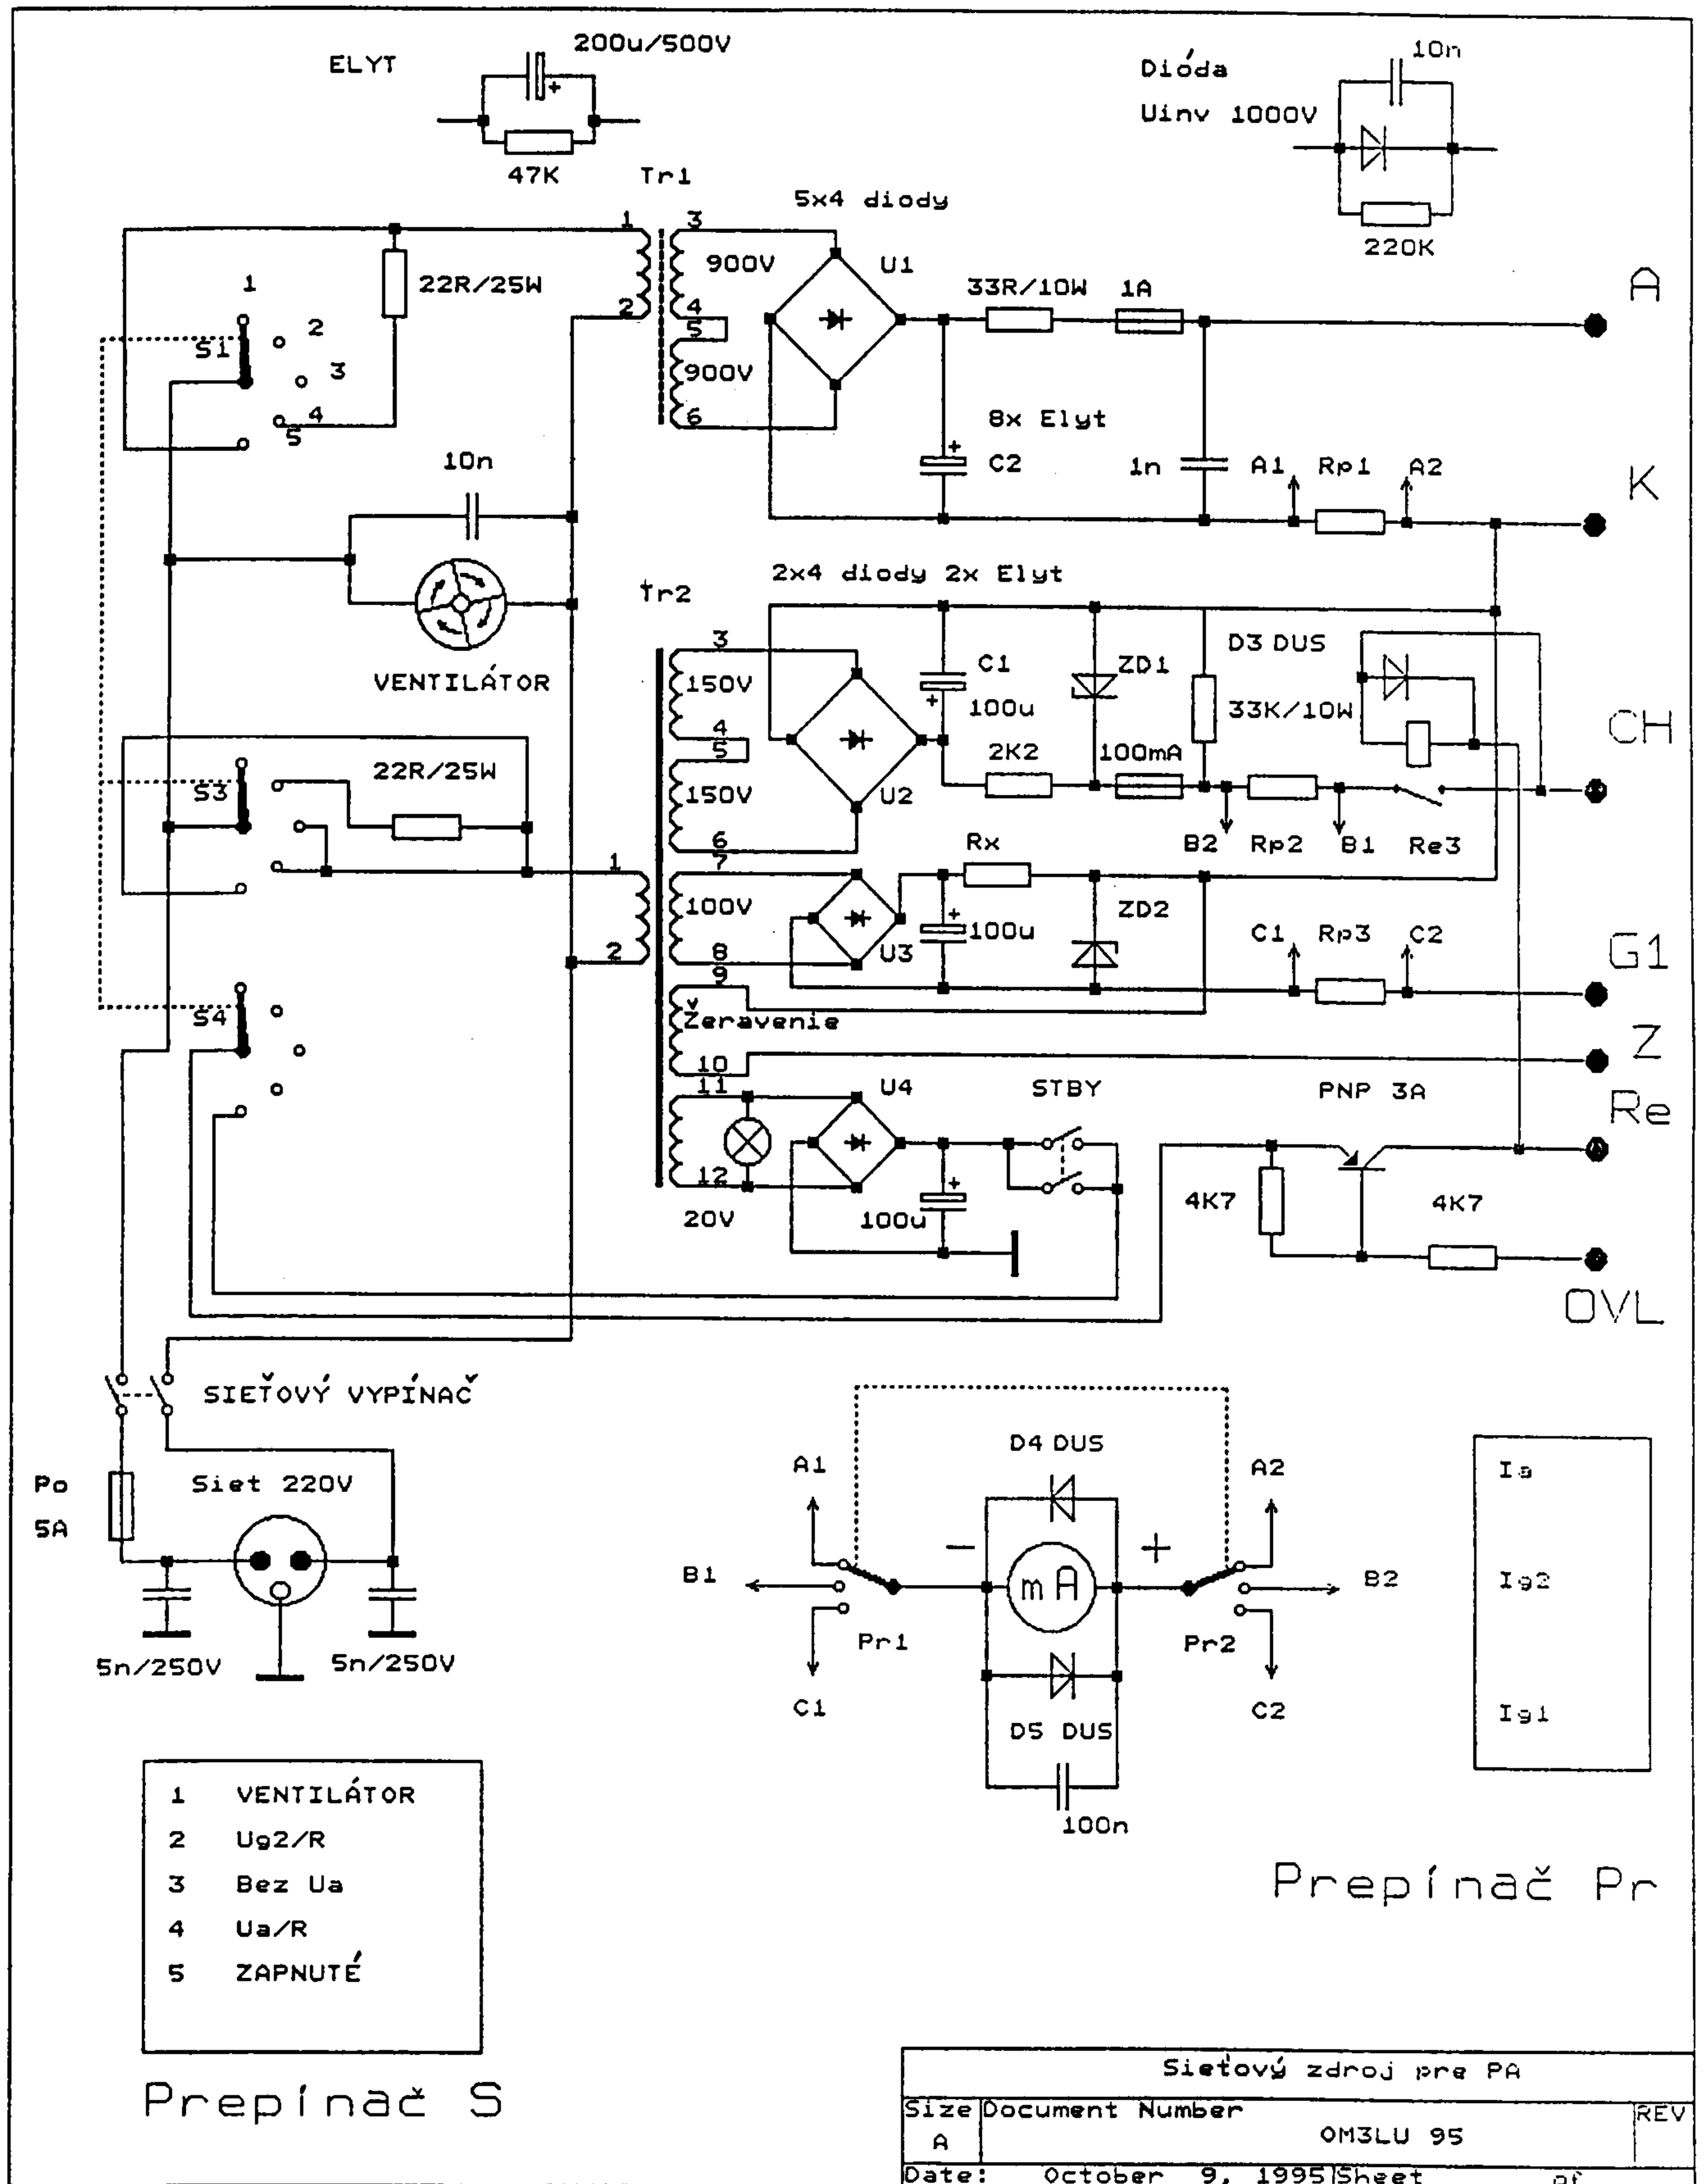 ELYT
200u/500V
47K
Dióda
Uinv 1000V
10n
220K
Tr1
5x4 diody
1
2
3
900V
4
5
900V
6
U1
33R/10W
1A
A
22R/25W
1
2
3
4
5
S1
8x Elyt
C2
1n
A1
Rp1
A2
K
10n
VENTILÁTOR
Tr2
2x4 diody 2x Elyt
3
150V
4
5
150V
6
U2
C1
100u
ZD1
D3 DUS
33K/10W
2K2
100mA
CH
S3
22R/25W
B2
Rp2
B1
Re3
1
2
7
100V
8
U3
Rx
100u
ZD2
C1
Rp3
C2
G1
S4
9
Žeravenie
10
Z
11
12
20V
U4
100u
STBY
PNP 3A
Re
4K7
4K7
OVL
SIEŤOVÝ VYPÍNAČ
Po
5A
Siet 220V
5n/250V
5n/250V
A1
B1
C1
Pr1
D4 DUS
-
mA
+
D5 DUS
100n
A2
B2
C2
Pr2
Ia
Ig2
Ig1
Prepínač Pr
1 VENTILÁTOR
2 Ug2/R
3 Bez Ua
4 Ua/R
5 ZAPNUTÉ
Prepínač S
Sieťový zdroj pre PA
Size Document Number REV
A OM3LU 95
Date: October 9, 1995 Sheet of